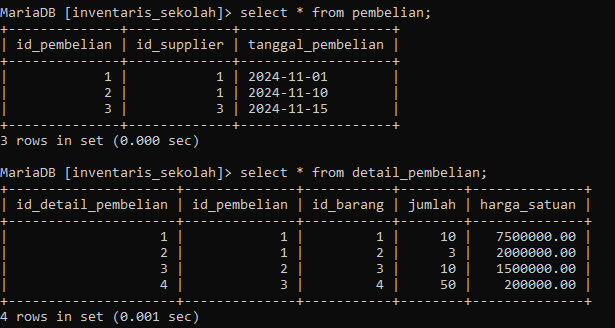 MariaDB [inventaris_sekolah]> select * from pembelian;
+--------------+-------------+-------------------+
| id_pembelian | id_supplier | tanggal_pembelian |
+--------------+-------------+-------------------+
|            1 |           1 | 2024-11-01        |
|            2 |           1 | 2024-11-10        |
|            3 |           3 | 2024-11-15        |
+--------------+-------------+-------------------+
3 rows in set (0.000 sec)

MariaDB [inventaris_sekolah]> select * from detail_pembelian;
+---------------------+--------------+-----------+--------+--------------+
| id_detail_pembelian | id_pembelian | id_barang | jumlah | harga_satuan |
+---------------------+--------------+-----------+--------+--------------+
|                   1 |            1 |         1 |     10 |   7500000.00 |
|                   2 |            1 |         2 |      3 |   2000000.00 |
|                   3 |            2 |         3 |     10 |   1500000.00 |
|                   4 |            3 |         4 |     50 |    200000.00 |
+---------------------+--------------+-----------+--------+--------------+
4 rows in set (0.001 sec)